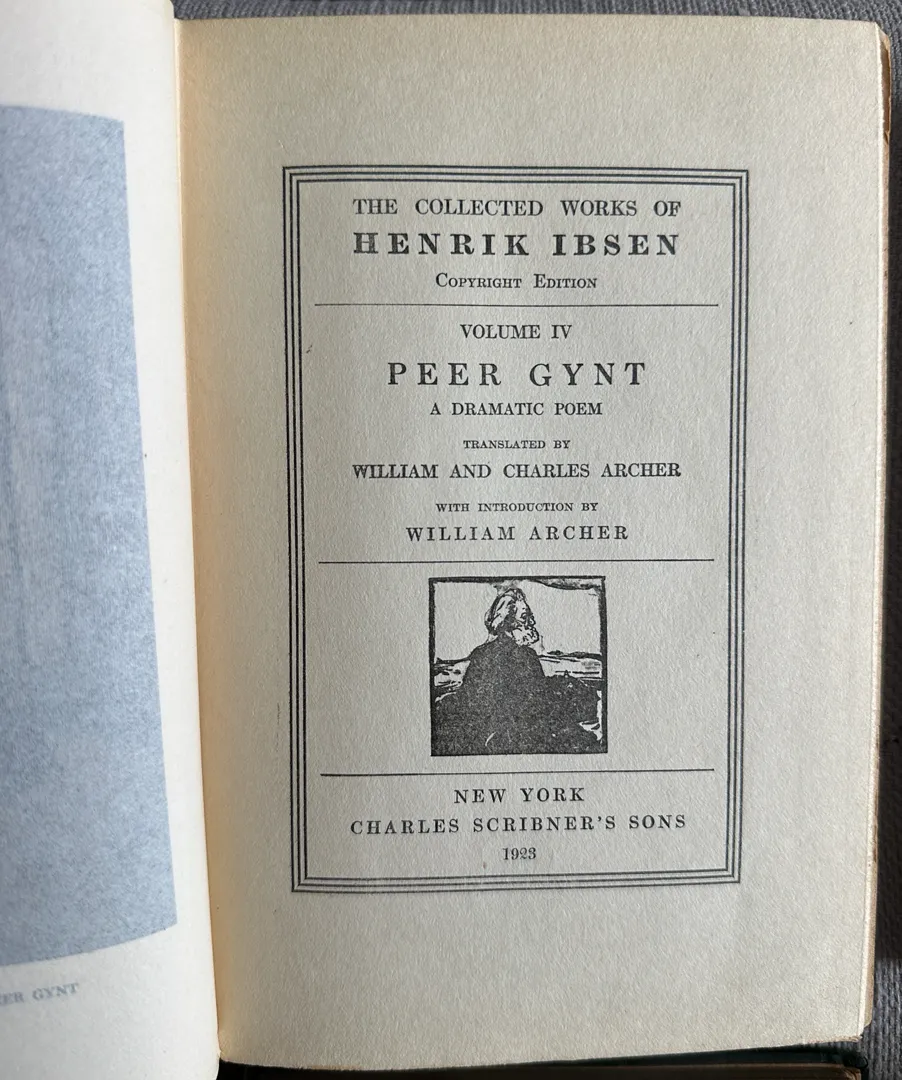 THE COLLECTED WORKS OF
HENRIK IBSEN
COPYRIGHT EDITION
VOLUME IV
PEER GYNT
A DRAMATIC POEM
TRANSLATED BY
WILLIAM AND CHARLES ARCHER
WITH INTRODUCTION BY
WILLIAM ARCHER
NEW YORK
CHARLES SCRIBNER'S SONS
1923
GYNT